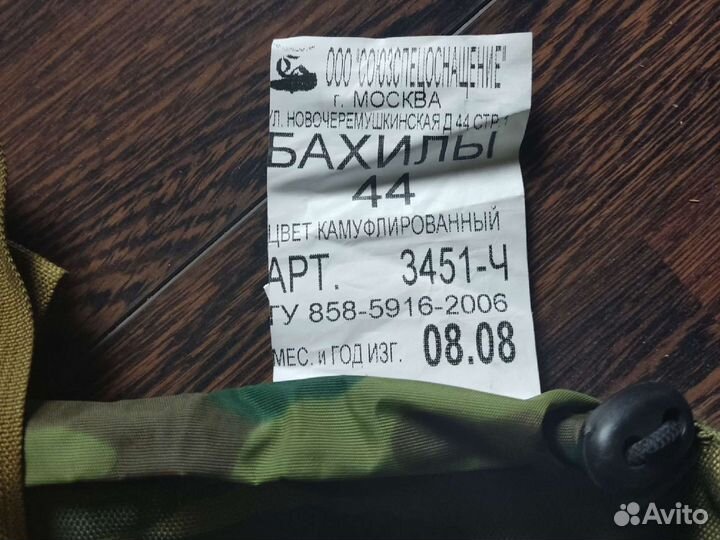 ООО "СОЮЗСПЕЦОСНАЩЕНИЕ"
г. МОСКВА
УЛ. НОВОЧЕРЕМУШКИНСКАЯ Д 44 СТР.1
БАХИЛЫ
44
ЦВЕТ КАМУФЛИРОВАННЫЙ
АРТ. 3451-Ч
ТУ 858-5916-2006
МЕС. и ГОД ИЗГ. 08.08
Avito